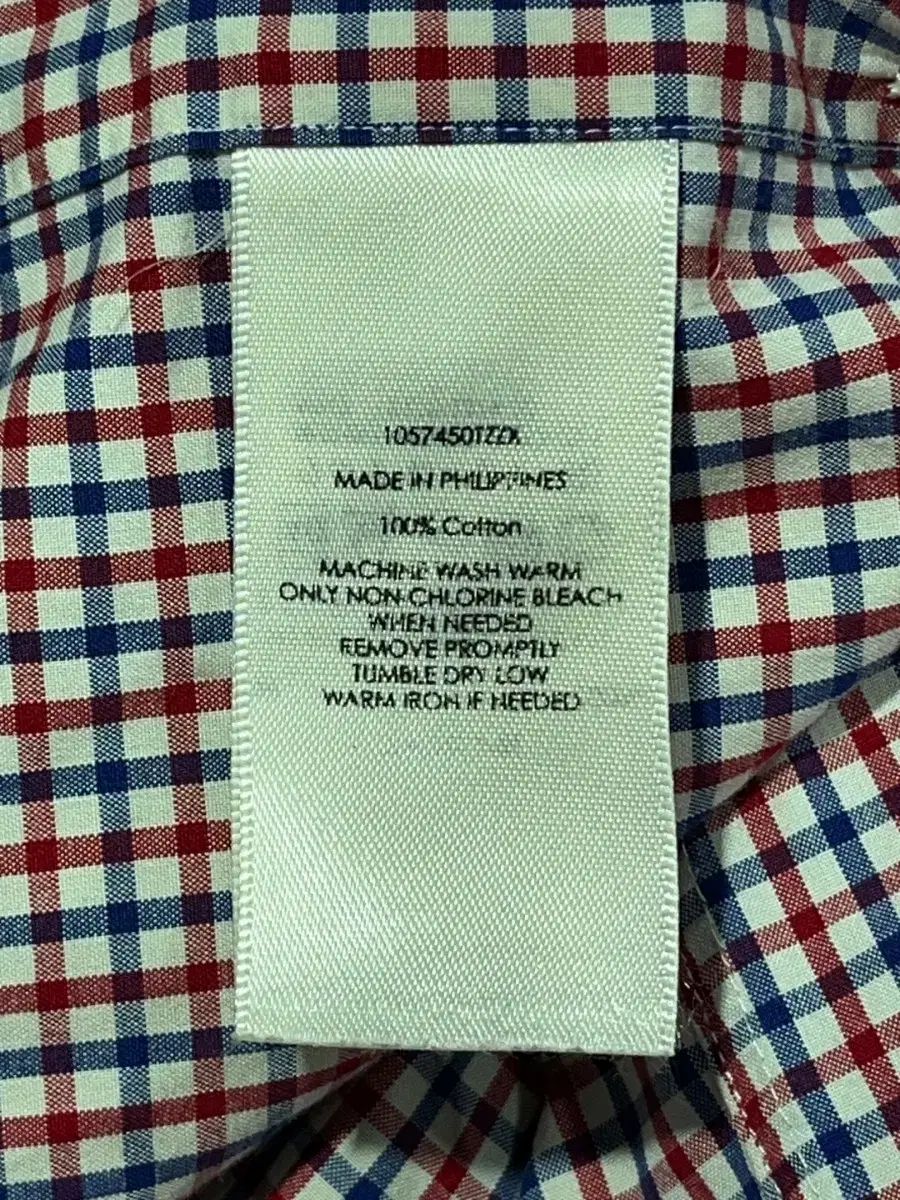 MADE IN PHILIPPINES
100% Cotton
MACHINE WASH WARM
ONLY NON-CHLORINE BLEACH
WHEN NEEDED
REMOVE PROMPTLY
TUMBLE DRY LOW
WARM IRON IF NEEDED